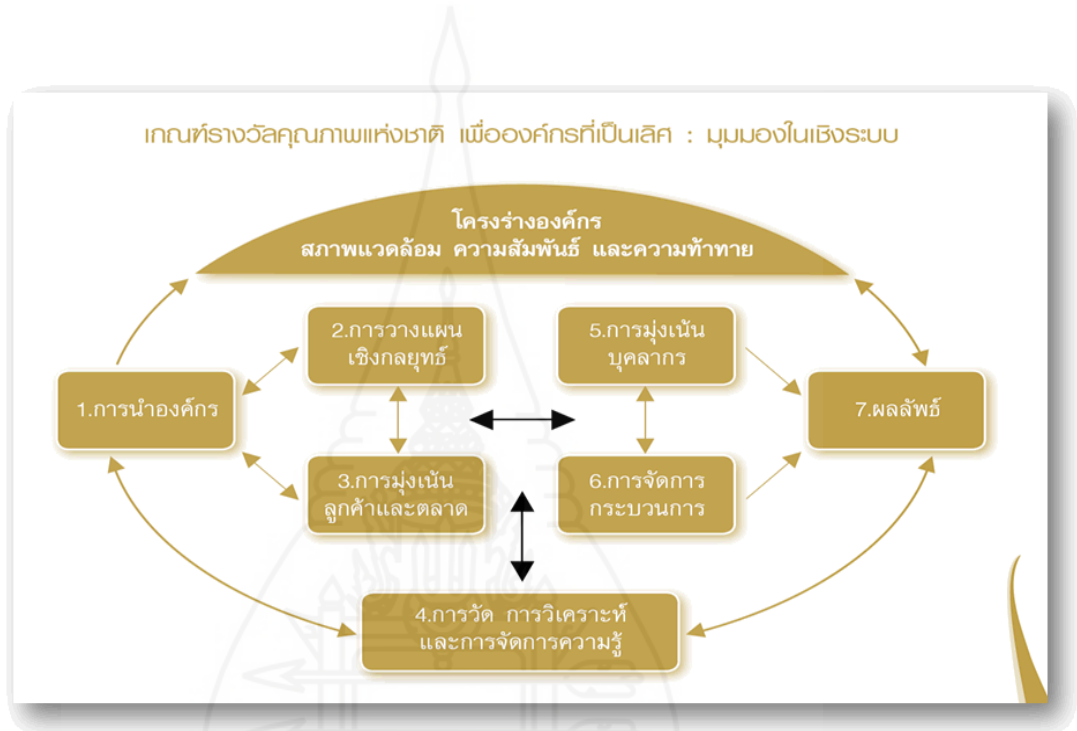 เกณฑ์รางวัลคุณภาพแห่งชาติ เพื่อองค์กรที่เป็นเลิศ : มุมมองในเชิงระบบ
โครงร่างองค์กร
สภาพแวดล้อม ความสัมพันธ์ และความท้าทาย
2.การวางแผน
เชิงกลยุทธ์
5.การมุ่งเน้น
บุคลากร
1.การนำองค์กร
7.ผลลัพธ์
3.การมุ่งเน้น
ลูกค้าและตลาด
6.การจัดการ
กระบวนการ
4.การวัด การวิเคราะห์
และการจัดการความรู้